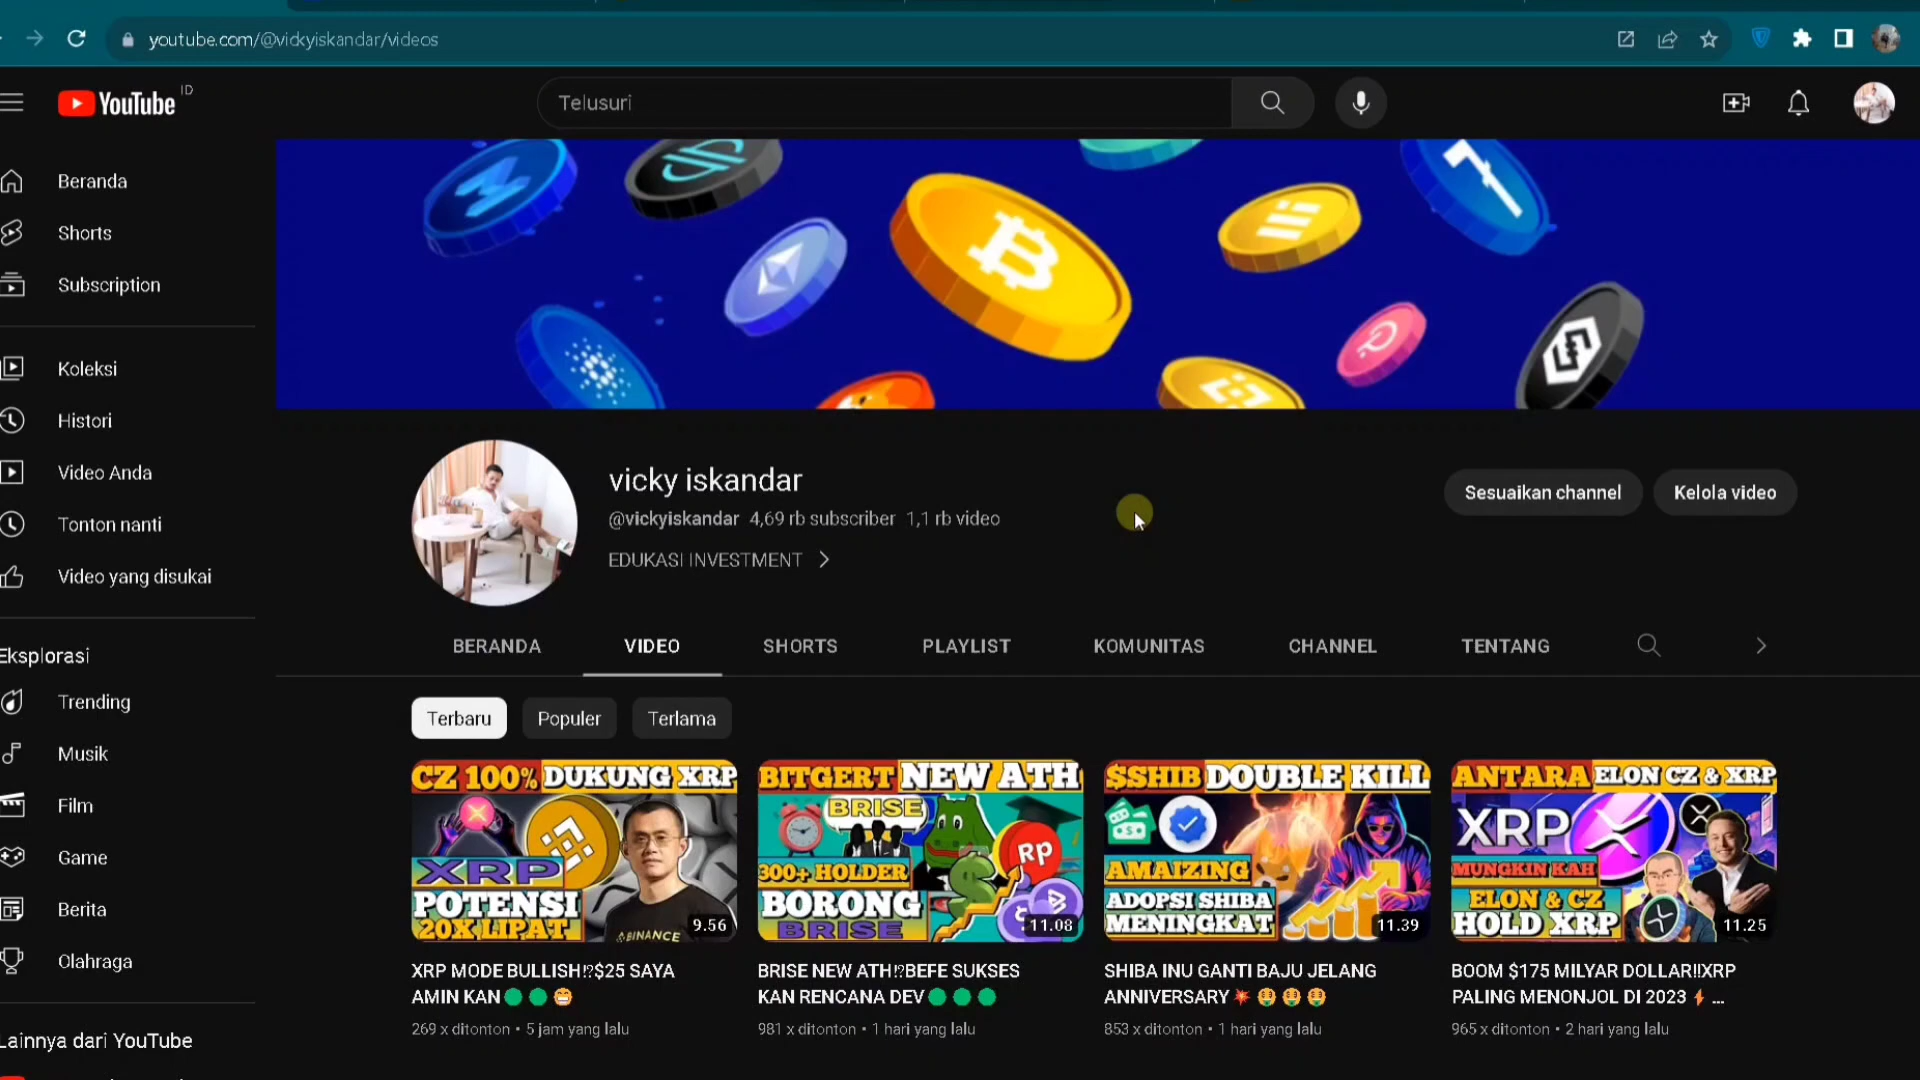 youtube.com/@vickyiskandar/videos
YouTube ID
Telusuri
Beranda
Shorts
Subscription
Koleksi
Histori
Video Anda
Tonton nanti
Video yang disukai
Eksplorasi
Trending
Musik
Film
Game
Berita
Olahraga
Lainnya dari YouTube
vicky iskandar
@vickyiskandar 4,69 rb subscriber 1,1 rb video
EDUKASI INVESTMENT
Sesuaikan channel
Kelola video
BERANDA VIDEO SHORTS PLAYLIST KOMUNITAS CHANNEL TENTANG
Terbaru Populer Terlama
CZ 100% DUKUNG XRP
XRP
POTENSI
20X LIPAT
BINANCE
9.56
XRP MODE BULLISH⁉$25 SAYA
AMIN KAN🟢🟢😁
269 x ditonton • 5 jam yang lalu
BITGERT NEW ATH
BRISE
300+ HOLDER
BORONG
BRISE
Rp
11.08
BRISE NEW ATH⁉BEFE SUKSES
KAN RENCANA DEV🟢🟢🟢
981 x ditonton • 1 hari yang lalu
$SHIB DOUBLE KILL
AMAIZING
ADOPSI SHIBA
MENINGKAT
11.39
SHIBA INU GANTI BAJU JELANG
ANNIVERSARY💥🤑🤑🤑
853 x ditonton • 1 hari yang lalu
ANTARA ELON CZ & XRP
XRP
MUNGKIN KAH
ELON & CZ
HOLD XRP
11.25
BOOM $175 MILYAR DOLLAR‼XRP
PALING MENONJOL DI 2023⚡...
965 x ditonton • 2 hari yang lalu